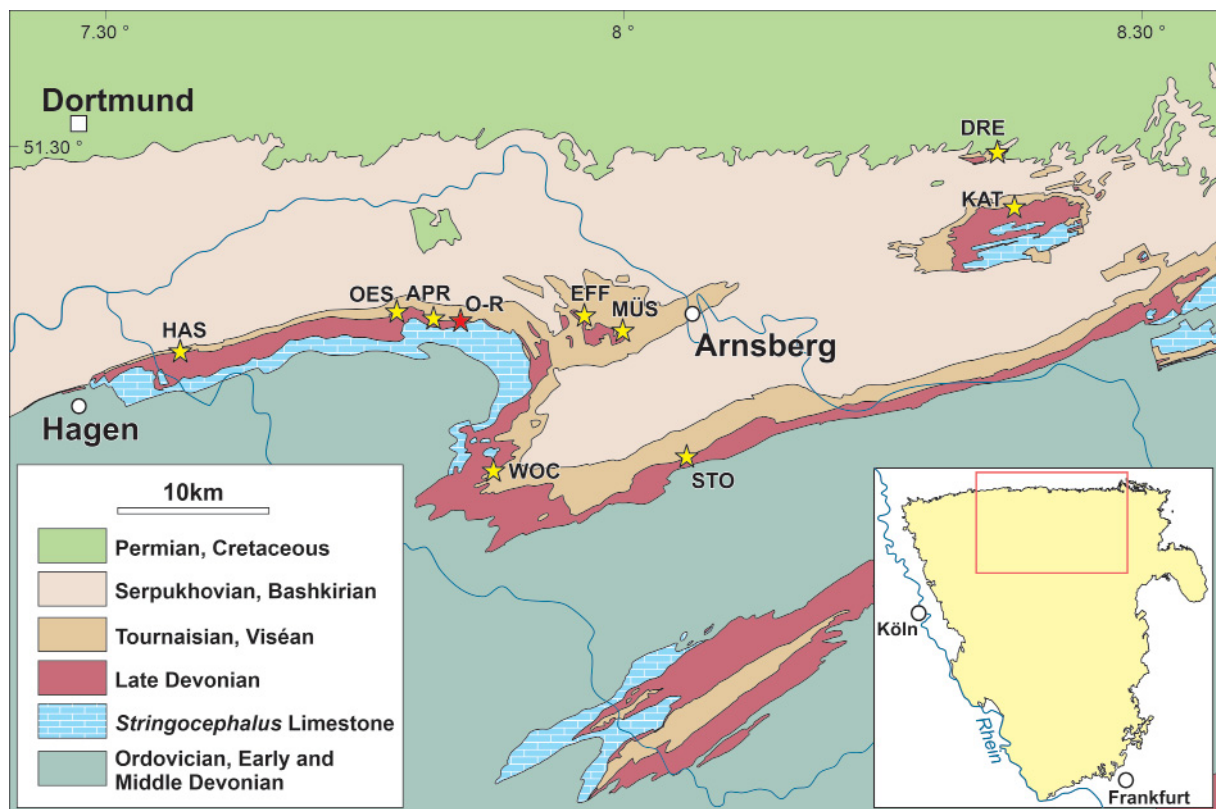 7.30 °
8 °
8.30 °
Dortmund
51.30 °
DRE
KAT
OES
APR
O-R
EFF
MÜS
HAS
Arnsberg
Hagen
WOC
STO
10km
Permian, Cretaceous
Serpukhovian, Bashkirian
Tournaisian, Viséan
Late Devonian
Stringocephalus Limestone
Ordovician, Early and
Middle Devonian
Köln
Rhein
Frankfurt